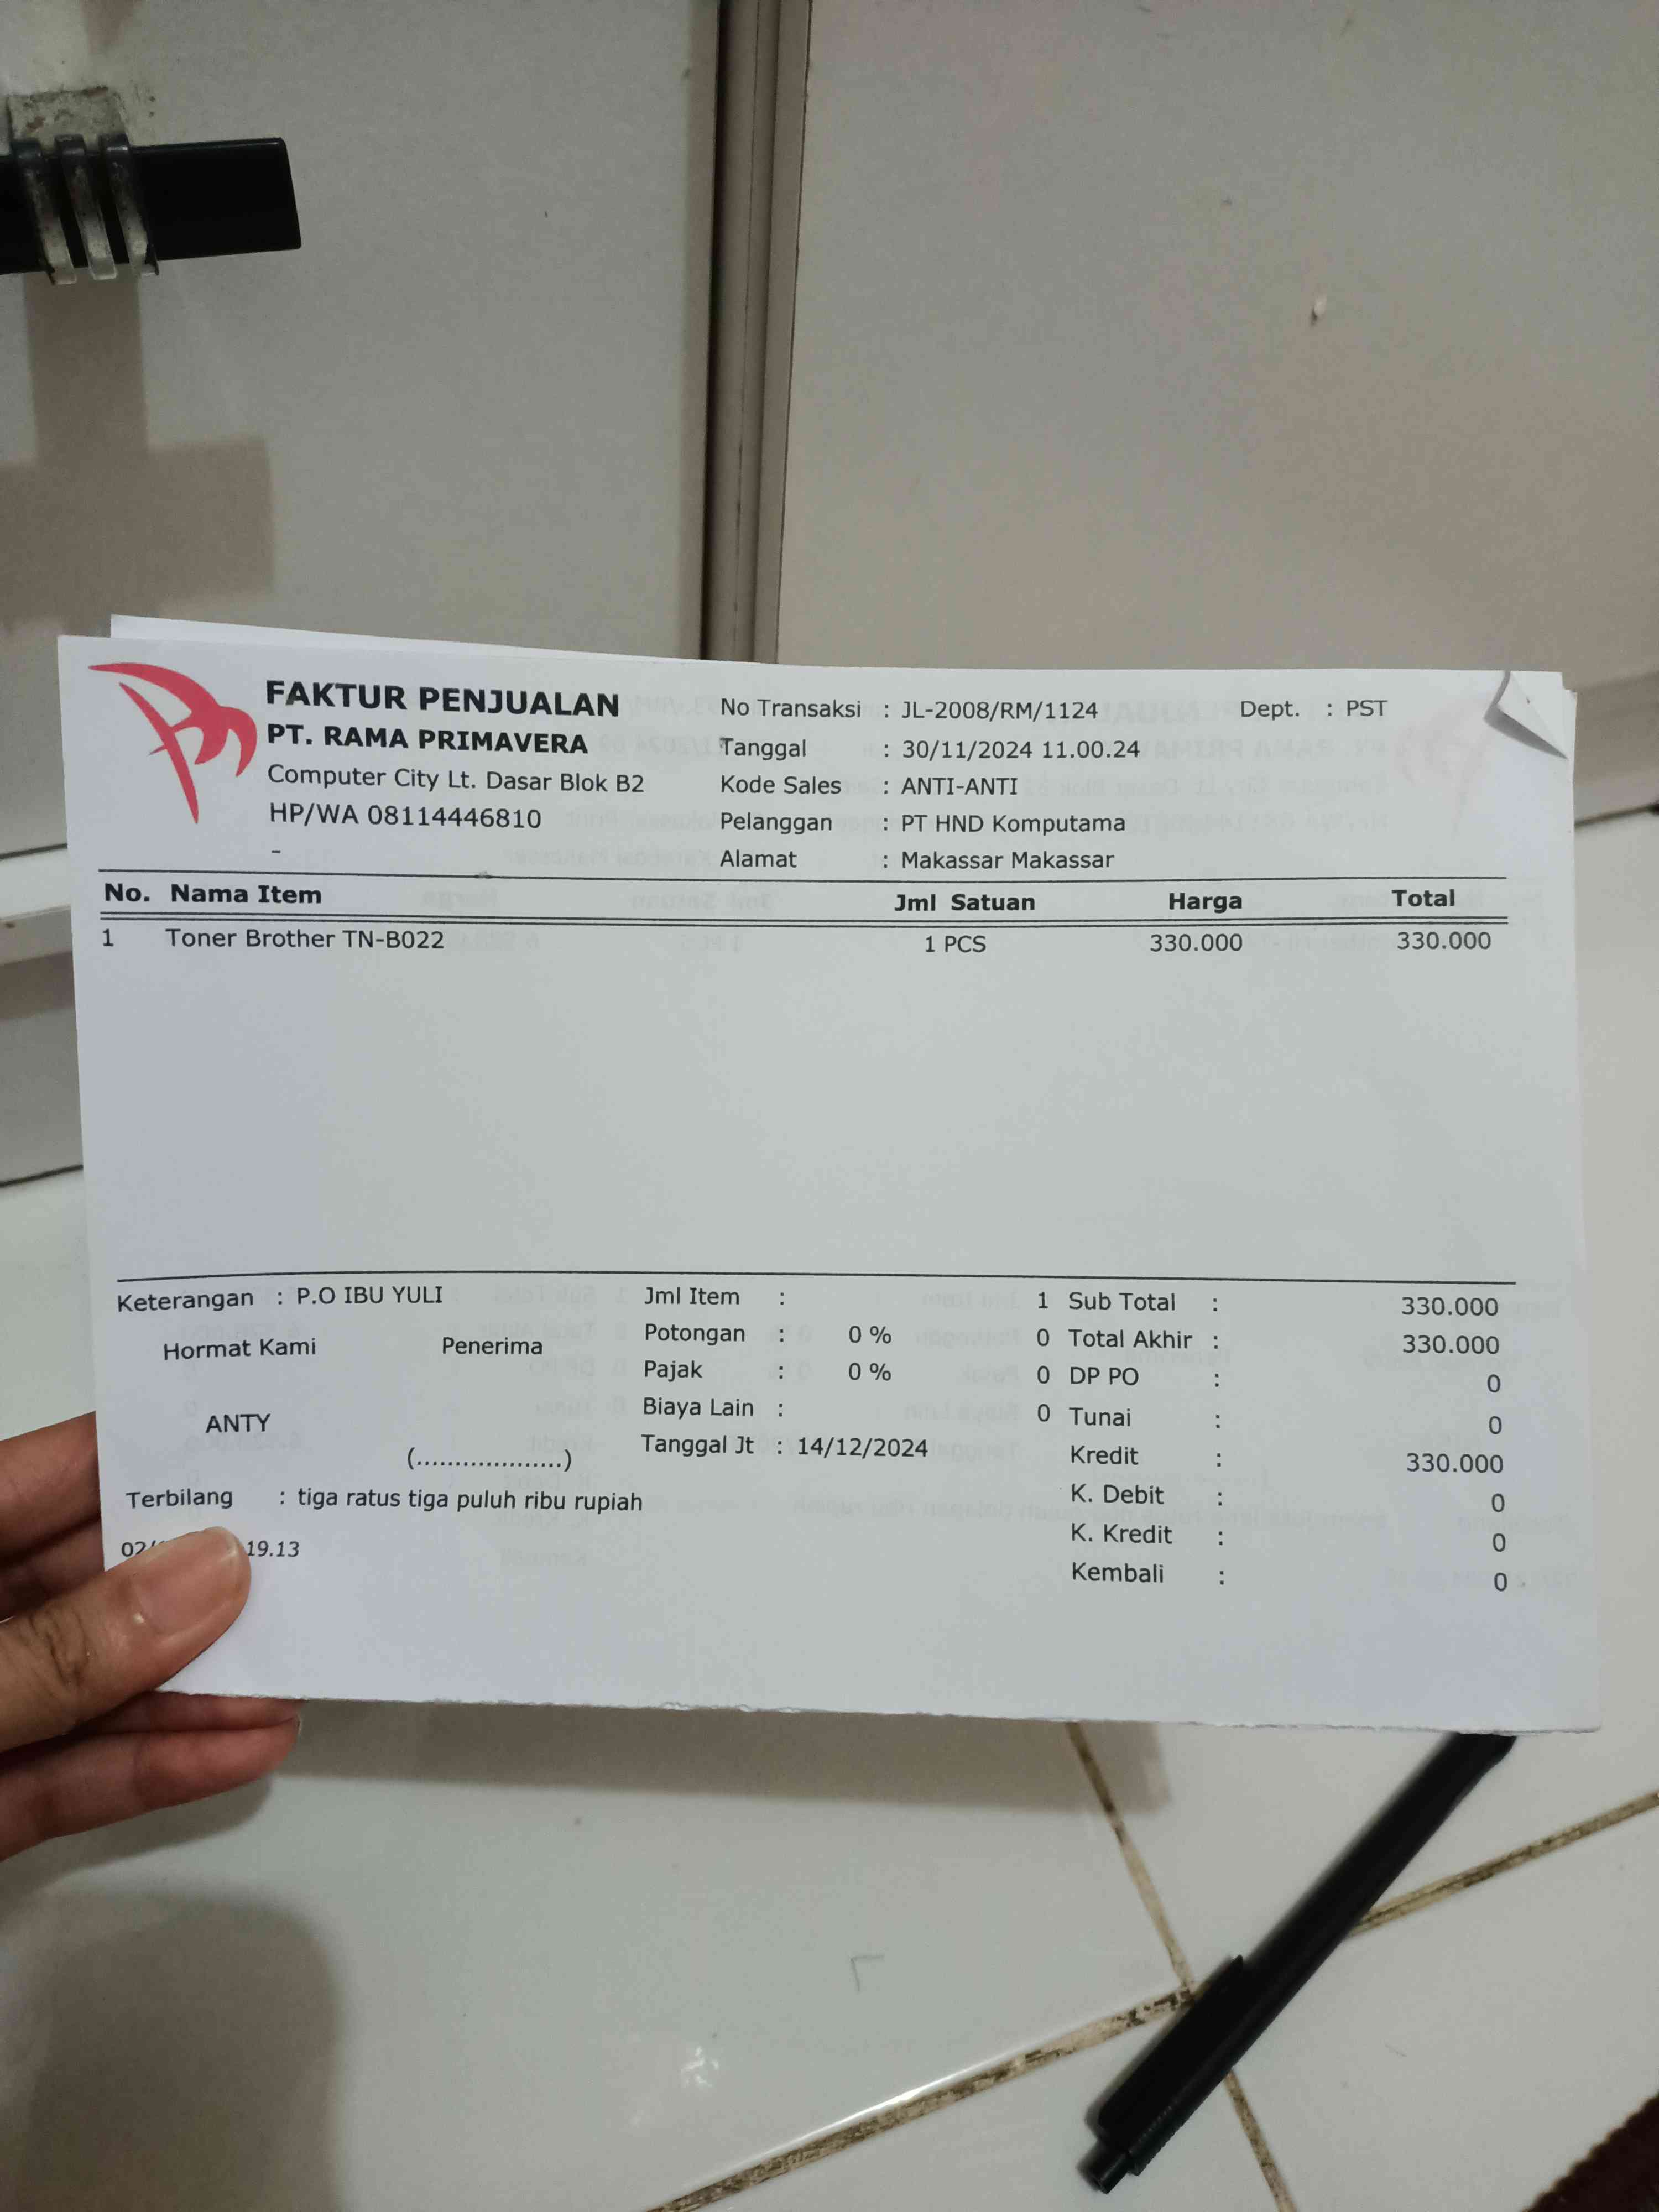 FAKTUR PENJUALAN
PT. RAMA PRIMAVERA
Computer City Lt. Dasar Blok B2
HP/WA 08114446810
-
No Transaksi : JL-2008/RM/1124 Dept. : PST
Tanggal : 30/11/2024 11.00.24
Kode Sales : ANTI-ANTI
Pelanggan : PT HND Komputama
Alamat : Makassar Makassar
No. Nama Item Jml Satuan Harga Total
1 Toner Brother TN-B022 1 PCS 330.000 330.000
Keterangan : P.O IBU YULI
Hormat Kami Penerima
ANTY
(...................)
Terbilang : tiga ratus tiga puluh ribu rupiah
19.13
Jml Item : 1
Potongan : 0 % 0
Pajak : 0 % 0
Biaya Lain : 0
Tanggal Jt : 14/12/2024
Sub Total : 330.000
Total Akhir : 330.000
DP PO : 0
Tunai : 0
Kredit : 330.000
K. Debit : 0
K. Kredit : 0
Kembali : 0